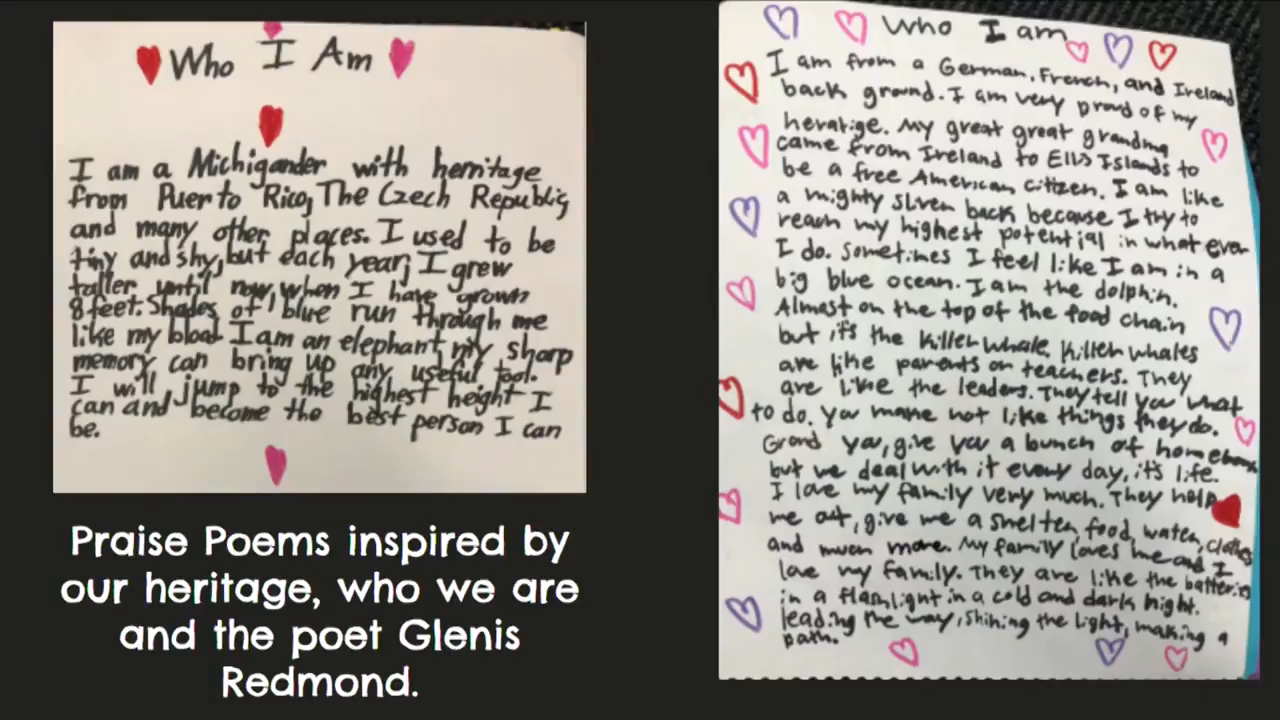 Who I Am
I am a Michigander with herritage
from Puerto Rico, The Czech Republic,
and many other places. I used to be
tiny and shy, but each year, I grew
taller until now, when I have grown
8 feet. Shades of blue run through me
like my blood I am an elephant my sharp
memory can bring up any useful tool.
I will jump to the highest height I
can and become the best person I can
be.
Praise Poems inspired by
our heritage, who we are
and the poet Glenis
Redmond.
Who I am
I am from a German, French, and Ireland
back ground. I am very proud of my
heratige. My great great grandma
came from Ireland to Ellis Islands to
be a free American citizen. I am like
a mighty sliver back because I try to
reach my highest potential in what ever
I do. Sometimes I feel like I am in a
big blue ocean. I am the dolphin.
Almost on the top of the food chain
but it's the killer whale. Killer whales
are like parents or teachers. They
are like the leaders. They tell you what
to do. You make not like things they do.
Grond you, give you a bunch of
but we deal with it every day, it's life.
I love my family very much. They help
me out, give me a shelter, food, water, clothes
and much more. My family loves me and I
love my family. They are like the batteries
in a flashlight in a cold and dark night.
leading the way, shining the light, making a
path.